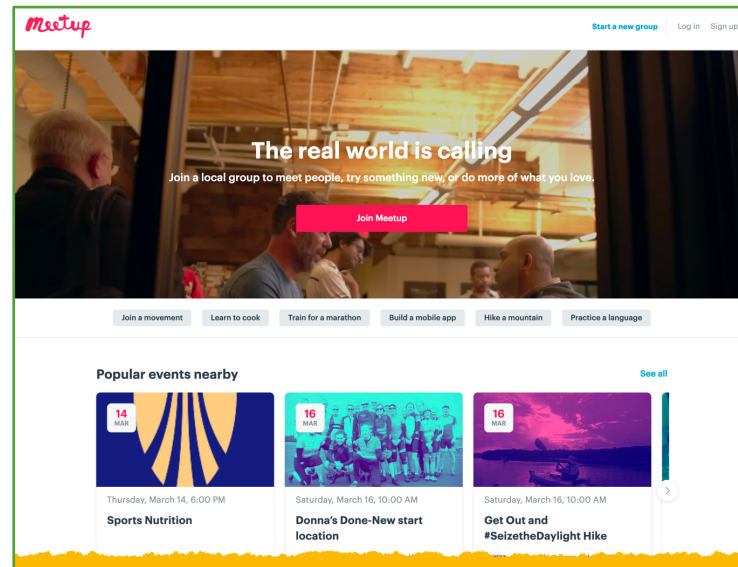 Meetup
Start a new group Log in Sign up
The real world is calling
Join a local group to meet people, try something new, or do more of what you love.
Join Meetup
Join a movement Learn to cook Train for a marathon Build a mobile app Hike a mountain Practice a language
Popular events nearby See all
14 16 16
MAR MAR MAR
Thursday, March 14, 6:00 PM Saturday, March 16, 10:00 AM Saturday, March 16, 10:00 AM
Sports Nutrition Donna's Done-New start Get Out and
location #SeizetheDaylight Hike